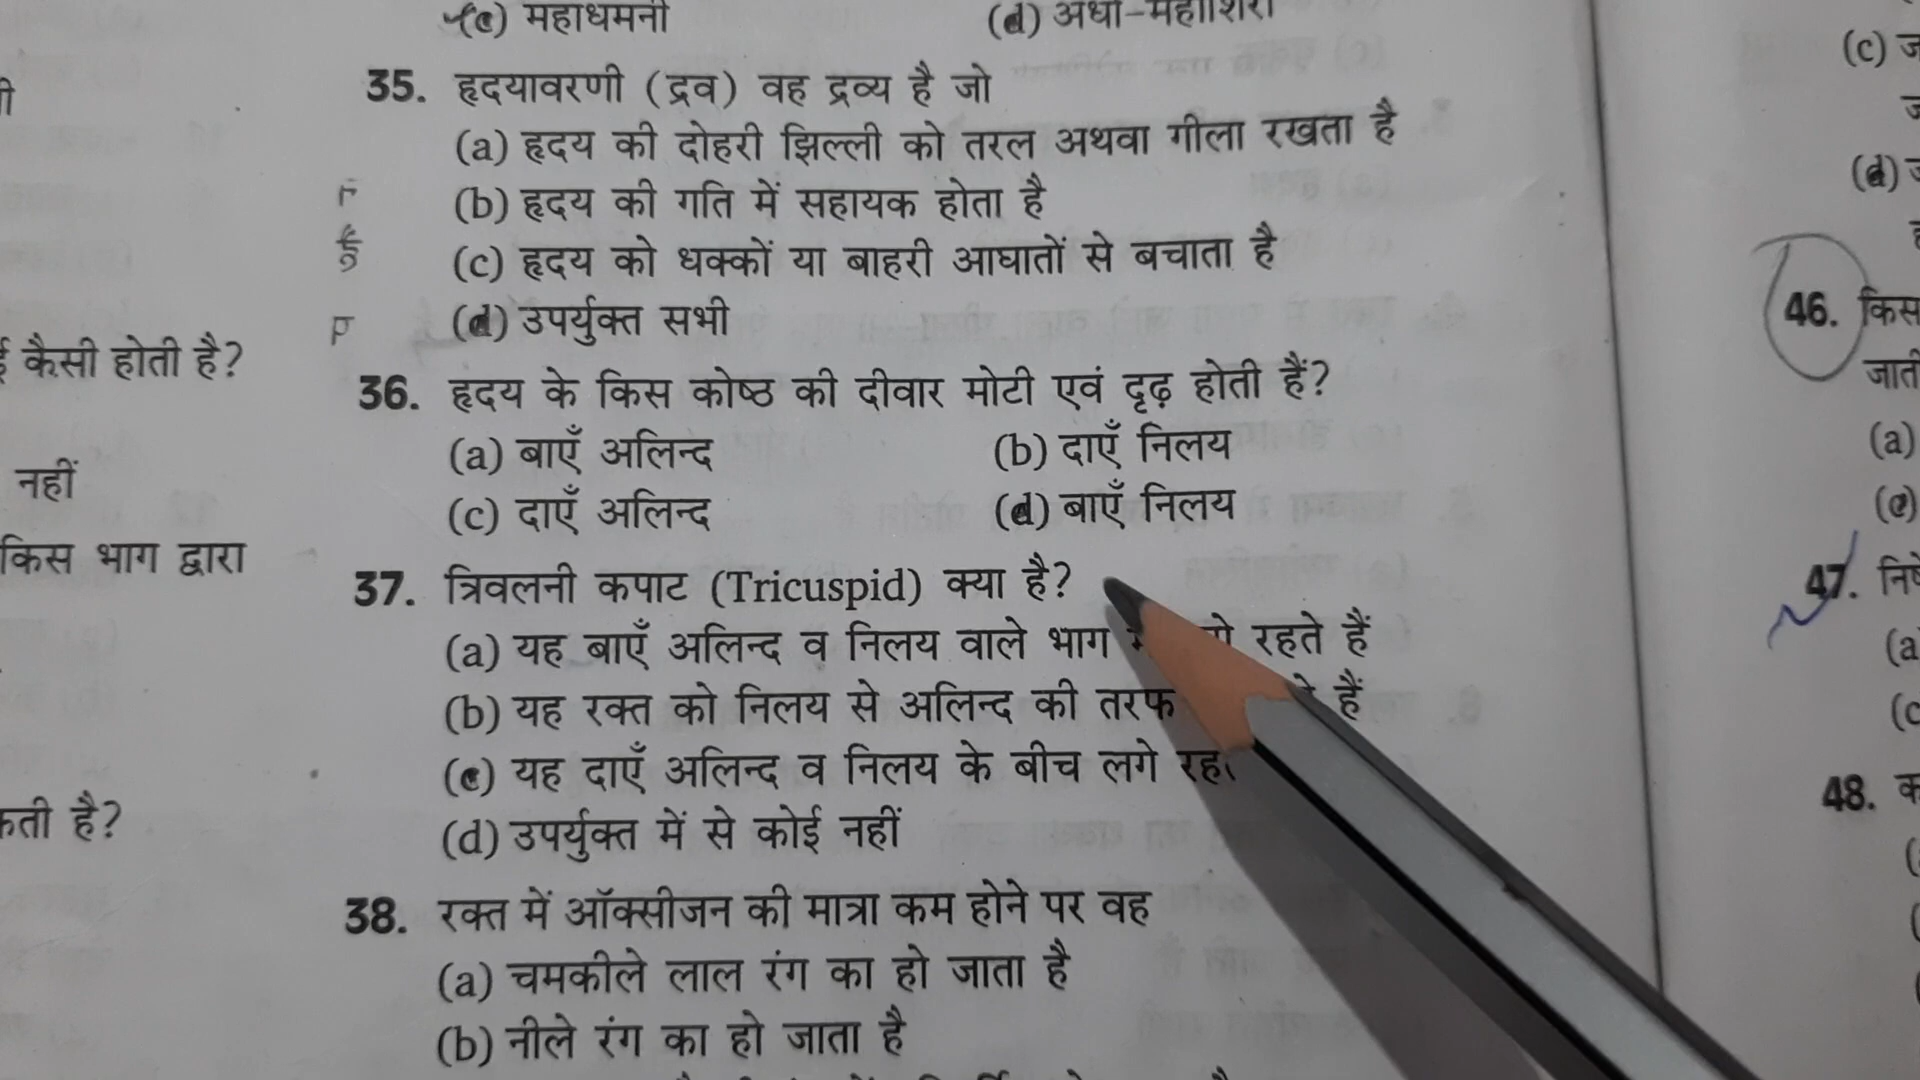 (c) महाधमनी (d) अधो-महाशिरा
35. हृदयावरणी (द्रव) वह द्रव्य है जो
(a) हृदय की दोहरी झिल्ली को तरल अथवा गीला रखता है
(b) हृदय की गति में सहायक होता है
(c) हृदय को धक्कों या बाहरी आघातों से बचाता है
(d) उपर्युक्त सभी
36. हृदय के किस कोष्ठ की दीवार मोटी एवं दृढ़ होती हैं?
(a) बाएँ अलिन्द (b) दाएँ निलय
(c) दाएँ अलिन्द (d) बाएँ निलय
37. त्रिवलनी कपाट (Tricuspid) क्या है?
(a) यह बाएँ अलिन्द व निलय वाले भाग रहते हैं
(b) यह रक्त को निलय से अलिन्द की तरफ हैं
(c) यह दाएँ अलिन्द व निलय के बीच लगे
(d) उपर्युक्त में से कोई नहीं
38. रक्त में ऑक्सीजन की मात्रा कम होने पर वह
(a) चमकीले लाल रंग का हो जाता है
(b) नीले रंग का हो जाता है
कैसी होती है?
नहीं
किस भाग द्वारा
है?
(c)
(d)
46. किस
जाती
(a)
(c)
47.
(a)
(c)
48.